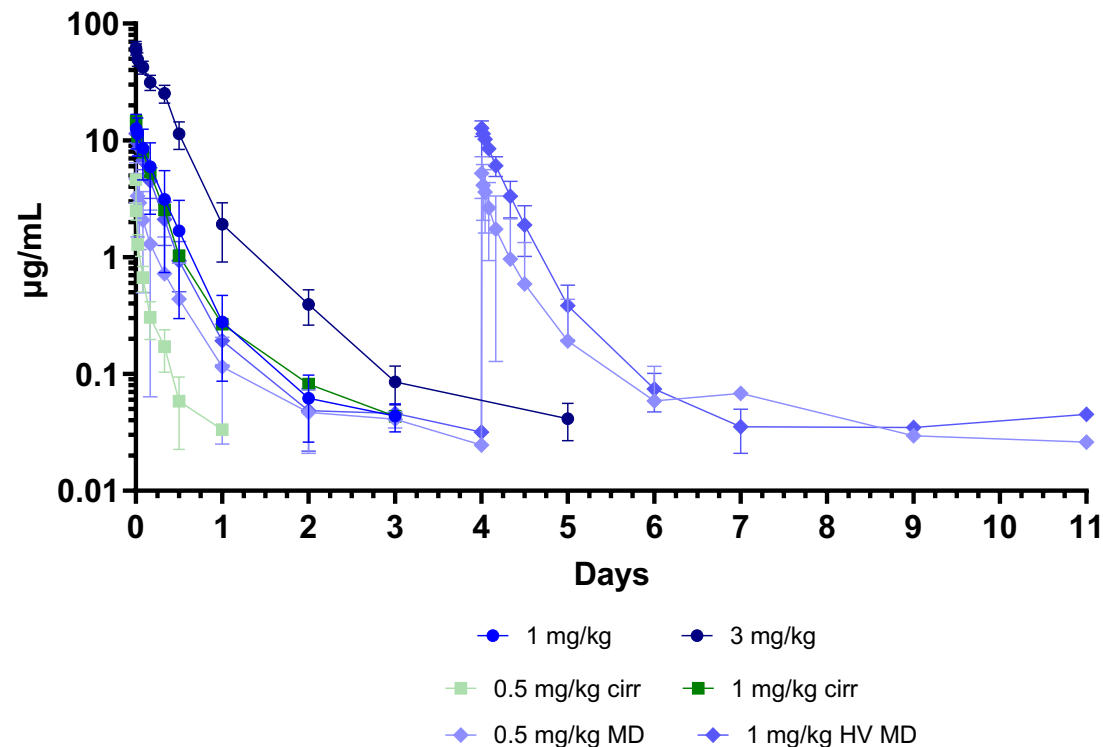 100
10
1
0.1
0.01
µg/mL
0 1 2 3 4 5 6 7 8 9 10 11
Days
1 mg/kg 3 mg/kg
0.5 mg/kg cirr 1 mg/kg cirr
0.5 mg/kg MD 1 mg/kg HV MD